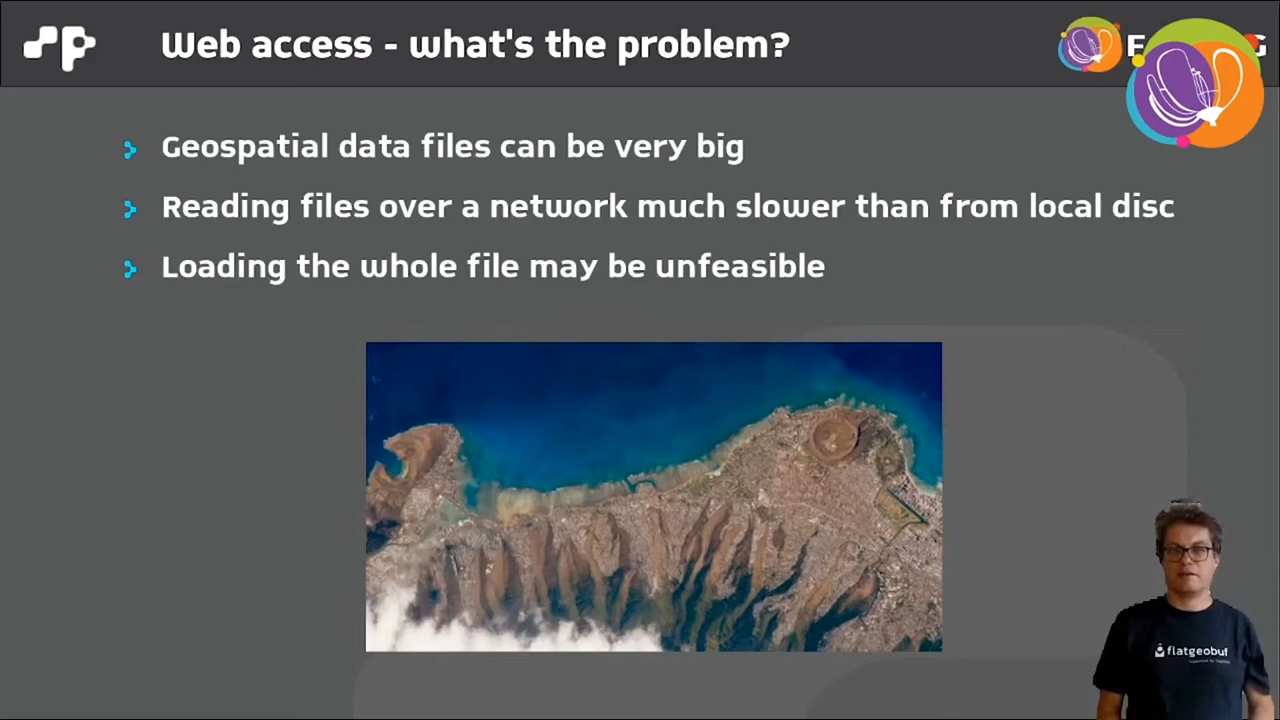 Web access - what's the problem?
Geospatial data files can be very big
Reading files over a network much slower than from local disc
Loading the whole file may be unfeasible
flatgeobuf